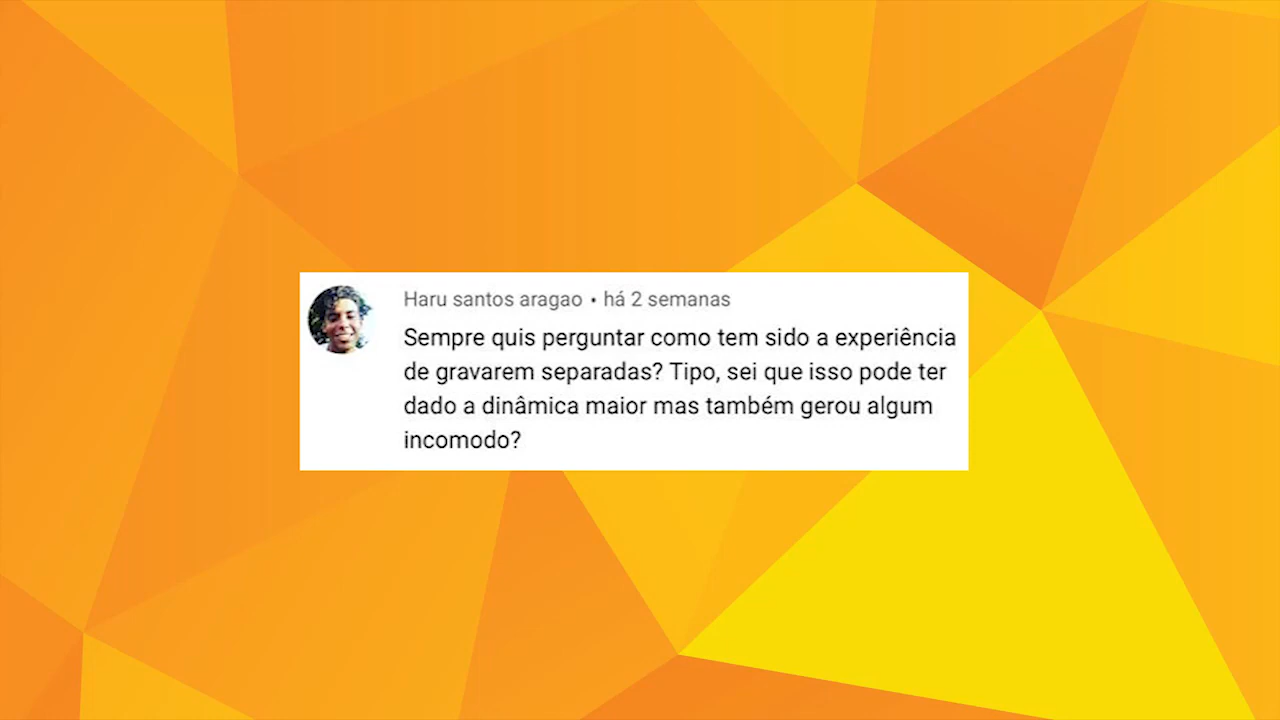 Haru santos aragao • há 2 semanas
Sempre quis perguntar como tem sido a experiência
de gravarem separadas? Tipo, sei que isso pode ter
dado a dinâmica maior mas também gerou algum
incomodo?